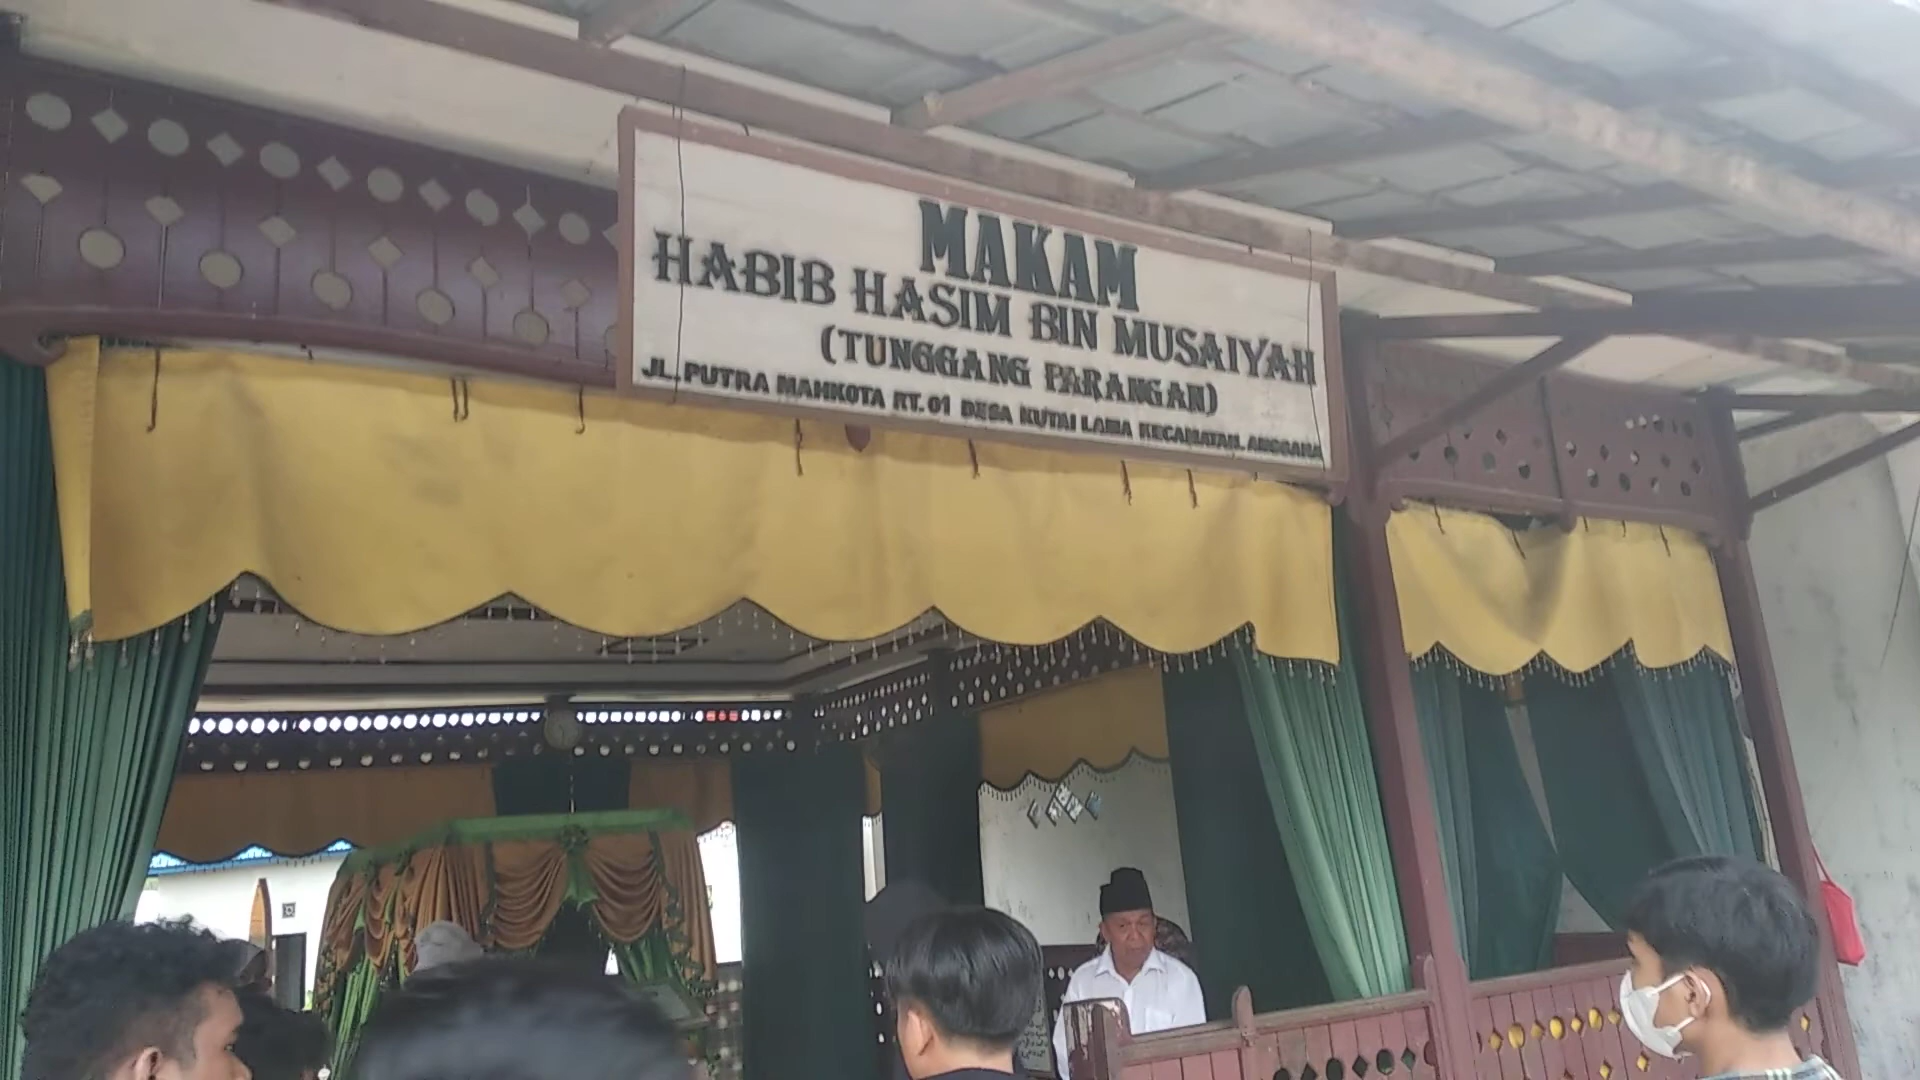 MAKAM
HABIB HASIM BIN MUSAIYAH
(TUNGGANG PARANGAN)
JL. PUTRA MAHKOTA RT. 01 DESA KUTAI LAMA KECAMATAN. ANGGANA